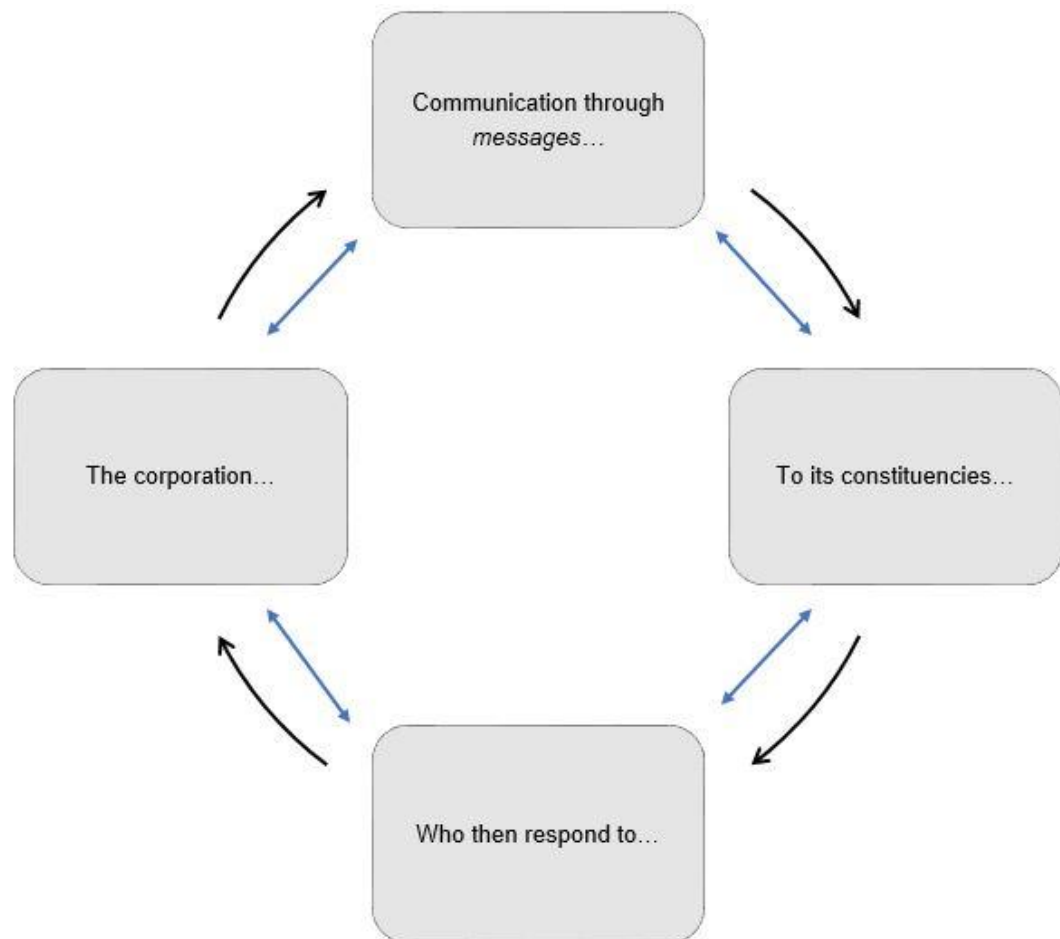 Communication through
messages…
The corporation…
To its constituencies…
Who then respond to…